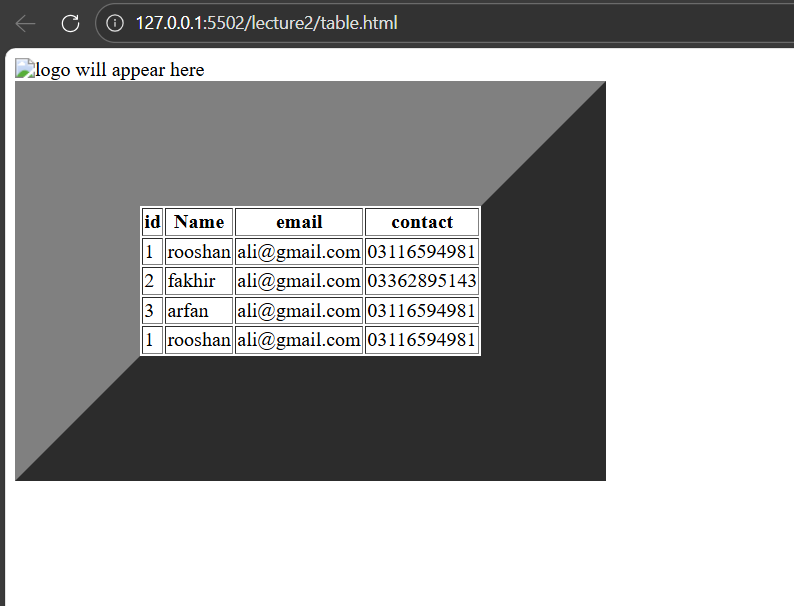 127.0.0.1:5502/lecture2/table.html
logo will appear here
id Name email contact
1 rooshan ali@gmail.com 03116594981
2 fakhir ali@gmail.com 03362895143
3 arfan ali@gmail.com 03116594981
1 rooshan ali@gmail.com 03116594981